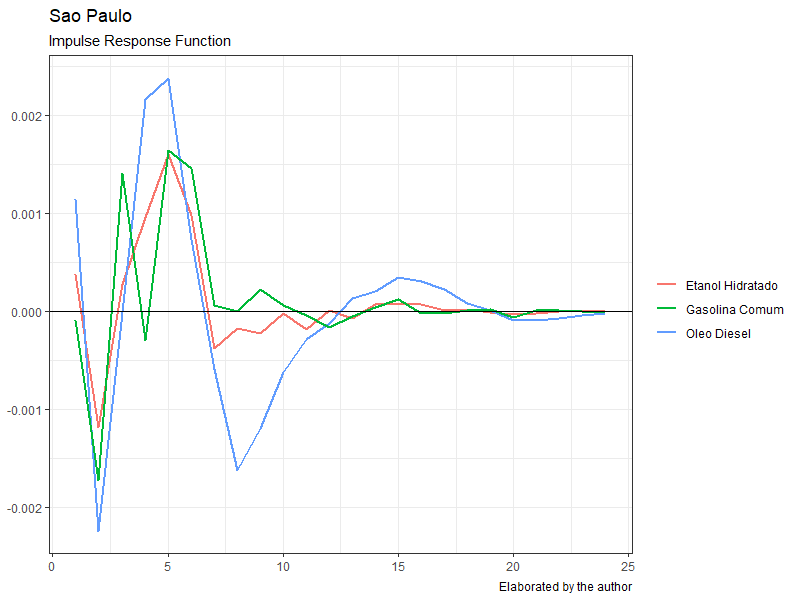 Sao Paulo
Impulse Response Function
0.002
0.001
0.000
-0.001
-0.002
0 5 10 15 20 25
Etanol Hidratado
Gasolina Comum
Oleo Diesel
Elaborated by the author